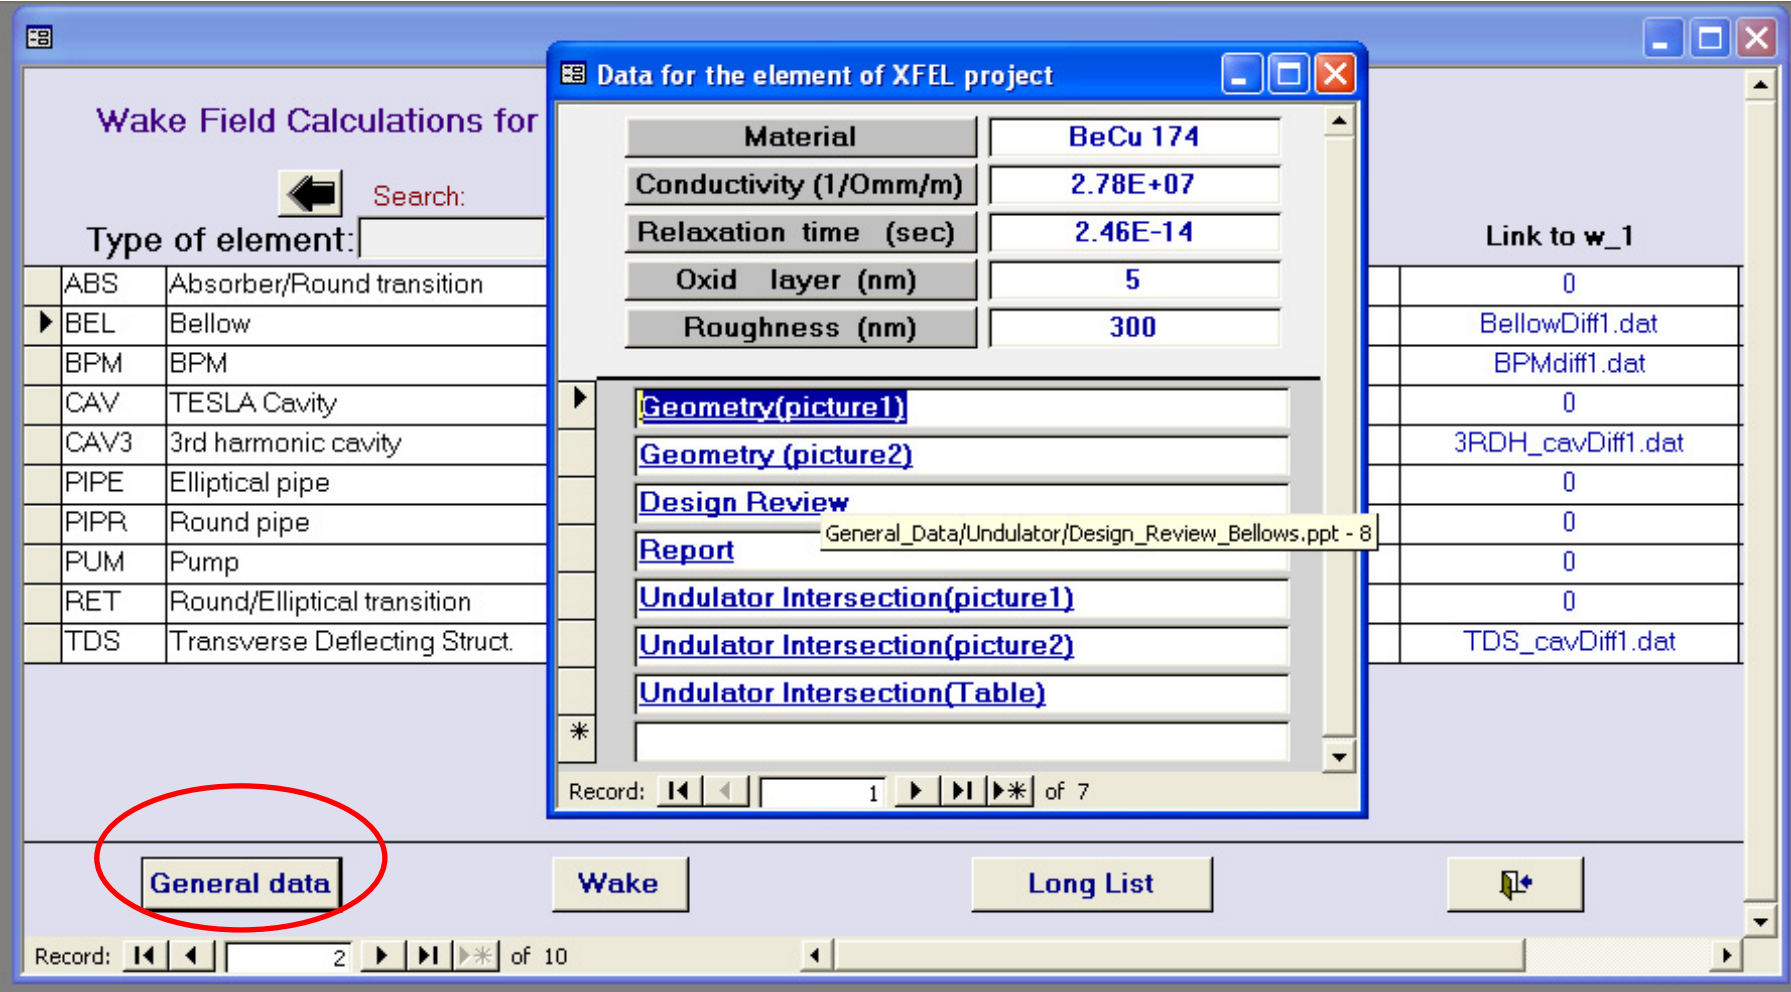 Wake Field Calculations for
Search:
Type of element:
Link to w_1
ABS Absorber/Round transition 0
BEL Bellow BellowDiff1.dat
BPM BPM BPMdiff1.dat
CAV TESLA Cavity 0
CAV3 3rd harmonic cavity 3RDH_cavDiff1.dat
PIPE Elliptical pipe 0
PIPR Round pipe 0
PUM Pump 0
RET Round/Elliptical transition 0
TDS Transverse Deflecting Struct. TDS_cavDiff1.dat
Data for the element of XFEL project
Material BeCu 174
Conductivity (1/Omm/m) 2.78E+07
Relaxation time (sec) 2.46E-14
Oxid layer (nm) 5
Roughness (nm) 300
Geometry(picture1)
Geometry (picture2)
Design Review
General_Data/Undulator/Design_Review_Bellows.ppt - 8
Report
Undulator Intersection(picture1)
Undulator Intersection(picture2)
Undulator Intersection(Table)
Record: 1 of 7
General data
Wake
Long List
Record: 2 of 10